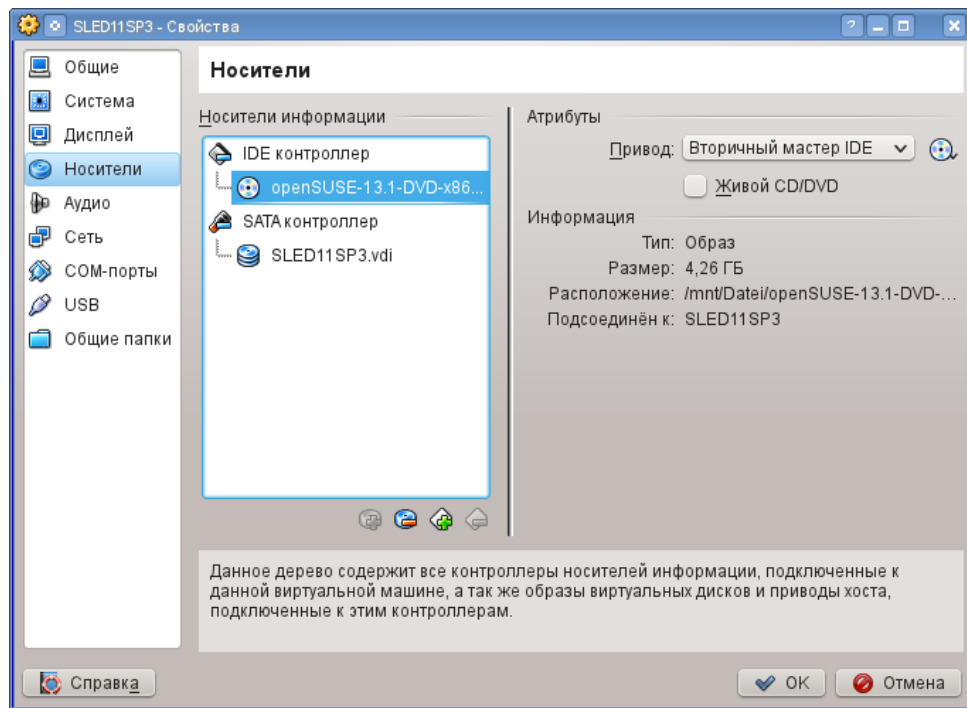 SLED11SP3 - Свойства
Общие
Система
Дисплей
Носители
Аудио
Сеть
COM-порты
USB
Общие папки
Носители
Носители информации
IDE контроллер
openSUSE-13.1-DVD-x86...
SATA контроллер
SLED11SP3.vdi
Атрибуты
Привод: Вторичный мастер IDE
Живой CD/DVD
Информация
Тип: Образ
Размер: 4,26 ГБ
Расположение: /mnt/Datei/openSUSE-13.1-DVD-...
Подсоединён к: SLED11SP3
Данное дерево содержит все контроллеры носителей информации, подключенные к
данной виртуальной машине, а так же образы виртуальных дисков и приводы хоста,
подключенные к этим контроллерам.
Справка
OK
Отмена